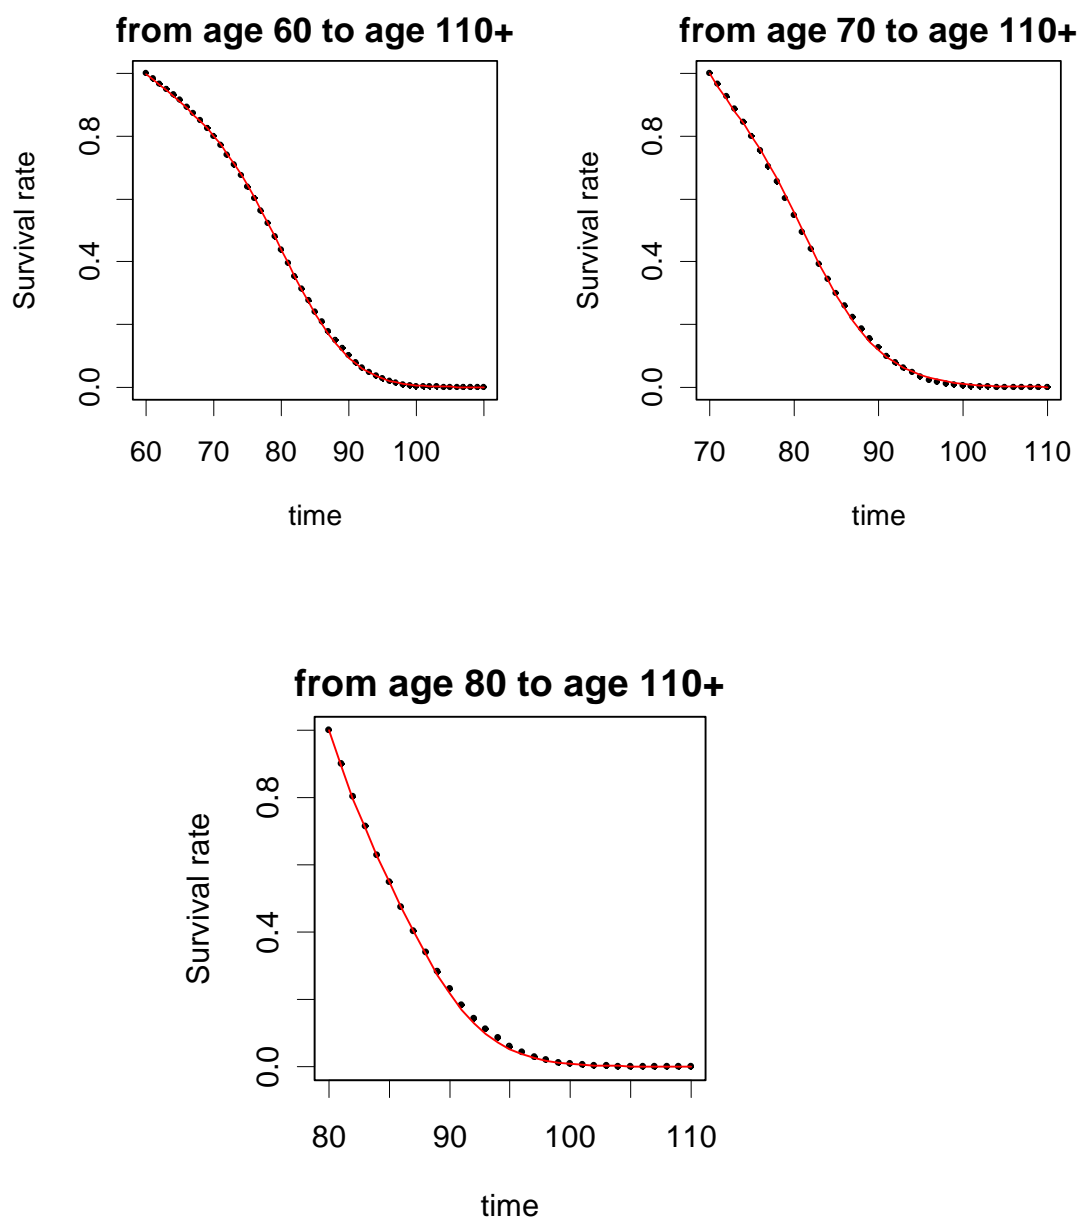 from age 60 to age 110+
Survival rate
0.8
0.4
0.0
60 70 80 90 100
time
from age 70 to age 110+
Survival rate
0.8
0.4
0.0
70 80 90 100 110
time
from age 80 to age 110+
Survival rate
0.8
0.4
0.0
80 90 100 110
time